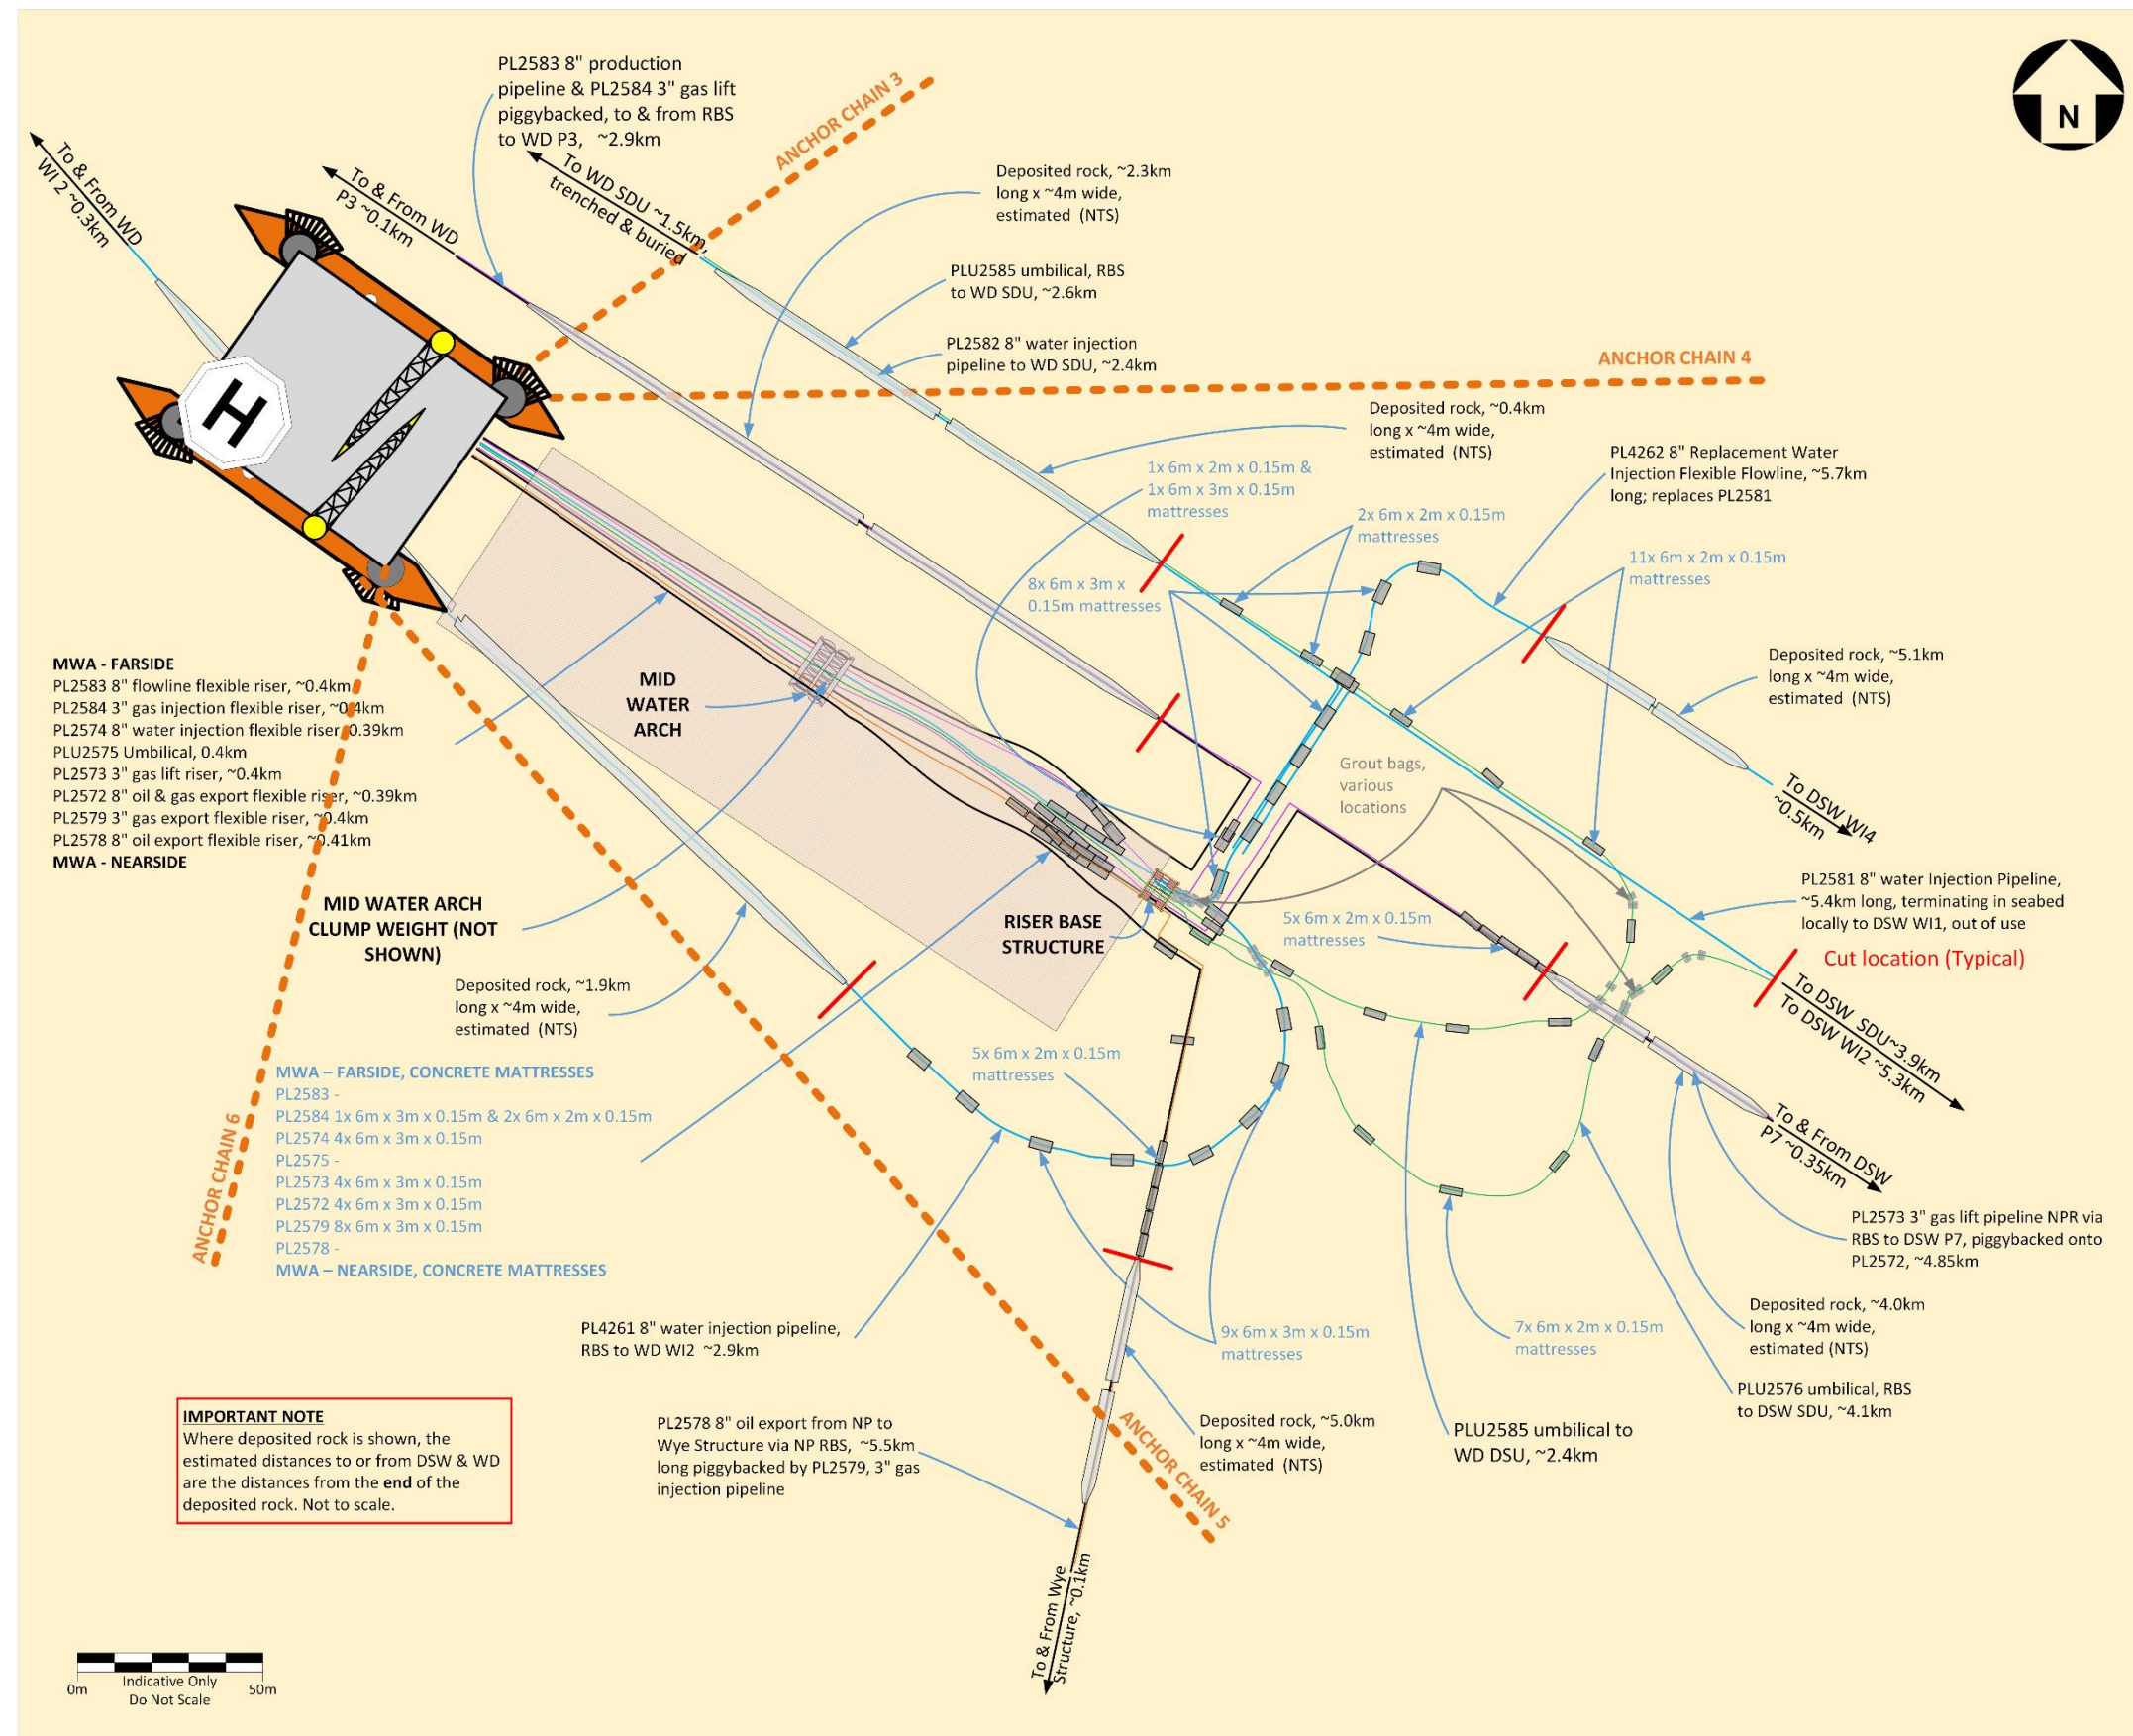 PL2583 8" production
pipeline & PL2584 3" gas lift
piggybacked, to & from RBS
to WD P3, ~2.9km
ANCHOR CHAIN 3
N
To & From WD
WI 2 ~0.3km
To & From WD
P3 ~0.1km
To WD SDU ~1.5km,
trenched & buried
Deposited rock, ~2.3km
long x ~4m wide,
estimated (NTS)
PLU2585 umbilical, RBS
to WD SDU, ~2.6km
PL2582 8" water injection
pipeline to WD SDU, ~2.4km
ANCHOR CHAIN 4
H
Deposited rock, ~0.4km
long x ~4m wide,
estimated (NTS)
PL4262 8" Replacement Water
Injection Flexible Flowline, ~5.7km
long; replaces PL2581
1x 6m x 2m x 0.15m &
1x 6m x 3m x 0.15m
mattresses
2x 6m x 2m x 0.15m
mattresses
11x 6m x 2m x 0.15m
mattresses
8x 6m x 3m x
0.15m mattresses
MWA - FARSIDE
PL2583 8" flowline flexible riser, ~0.4km
PL2584 3" gas injection flexible riser, ~0.4km
PL2574 8" water injection flexible riser, 0.39km
PLU2575 Umbilical, 0.4km
PL2573 3" gas lift riser, ~0.4km
PL2572 8" oil & gas export flexible riser, ~0.39km
PL2579 3" gas export flexible riser, ~0.4km
PL2578 8" oil export flexible riser, ~0.41km
MWA - NEARSIDE
MID
WATER
ARCH
Deposited rock, ~5.1km
long x ~4m wide,
estimated (NTS)
Grout bags,
various
locations
To DSW WI4
~0.5km
MID WATER ARCH
CLUMP WEIGHT (NOT
SHOWN)
RISER BASE
STRUCTURE
5x 6m x 2m x 0.15m
mattresses
PL2581 8" water Injection Pipeline,
~5.4km long, terminating in seabed
locally to DSW WI1, out of use
Cut location (Typical)
Deposited rock, ~1.9km
long x ~4m wide,
estimated (NTS)
To DSW SDU~3.9km
To DSW WI2 ~5.3km
5x 6m x 2m x 0.15m
mattresses
MWA – FARSIDE, CONCRETE MATTRESSES
PL2583 -
PL2584 1x 6m x 3m x 0.15m & 2x 6m x 2m x 0.15m
PL2574 4x 6m x 3m x 0.15m
PL2575 -
PL2573 4x 6m x 3m x 0.15m
PL2572 4x 6m x 3m x 0.15m
PL2579 8x 6m x 3m x 0.15m
PL2578 -
MWA – NEARSIDE, CONCRETE MATTRESSES
ANCHOR CHAIN 6
To & From DSW
P7 ~0.35km
PL2573 3" gas lift pipeline NPR via
RBS to DSW P7, piggybacked onto
PL2572, ~4.85km
PL4261 8" water injection pipeline,
RBS to WD WI2 ~2.9km
9x 6m x 3m x 0.15m
mattresses
7x 6m x 2m x 0.15m
mattresses
Deposited rock, ~4.0km
long x ~4m wide,
estimated (NTS)
PLU2576 umbilical, RBS
to DSW SDU, ~4.1km
IMPORTANT NOTE
Where deposited rock is shown, the
estimated distances to or from DSW & WD
are the distances from the end of the
deposited rock. Not to scale.
PL2578 8" oil export from NP to
Wye Structure via NP RBS, ~5.5km
long piggybacked by PL2579, 3" gas
injection pipeline
ANCHOR CHAIN 5
Deposited rock, ~5.0km
long x ~4m wide,
estimated (NTS)
PLU2585 umbilical to
WD DSU, ~2.4km
To & From Wye
Structure, ~0.1km
0m
Indicative Only
Do Not Scale
50m